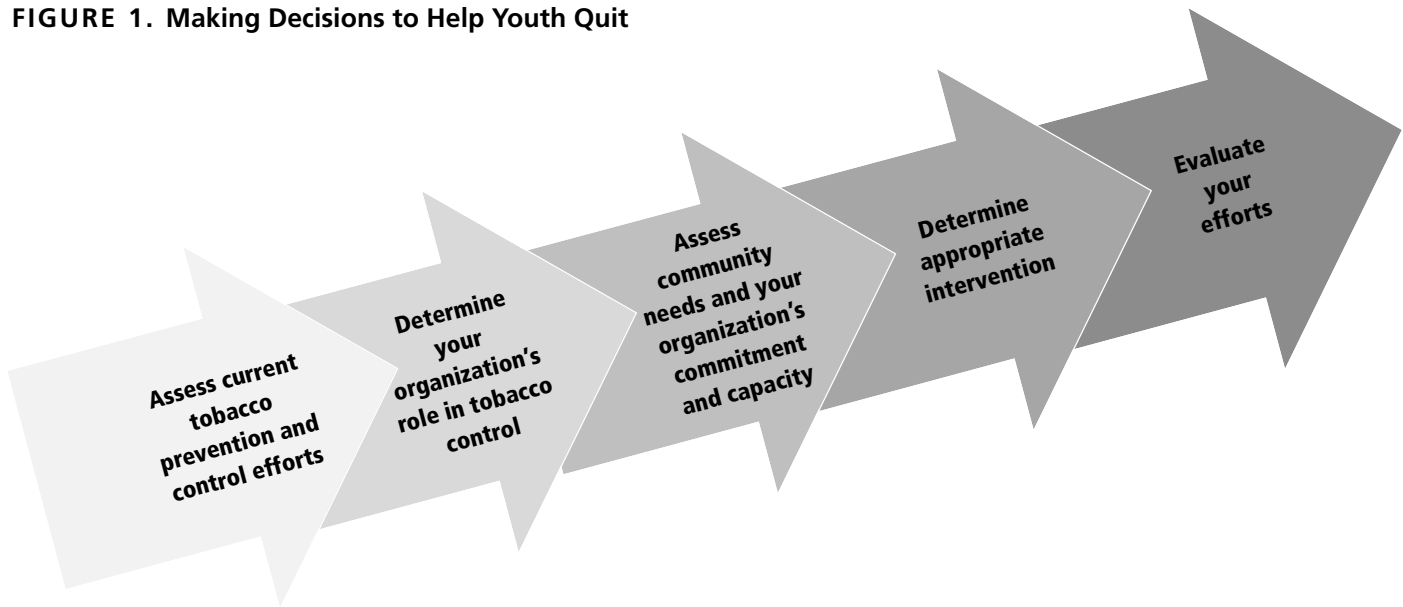 FIGURE 1. Making Decisions to Help Youth Quit
Assess current
tobacco
prevention and
control efforts
Determine
your
organization’s
role in tobacco
control
Assess
community
needs and your
organization’s
commitment
and capacity
Determine
appropriate
intervention
Evaluate
your
efforts